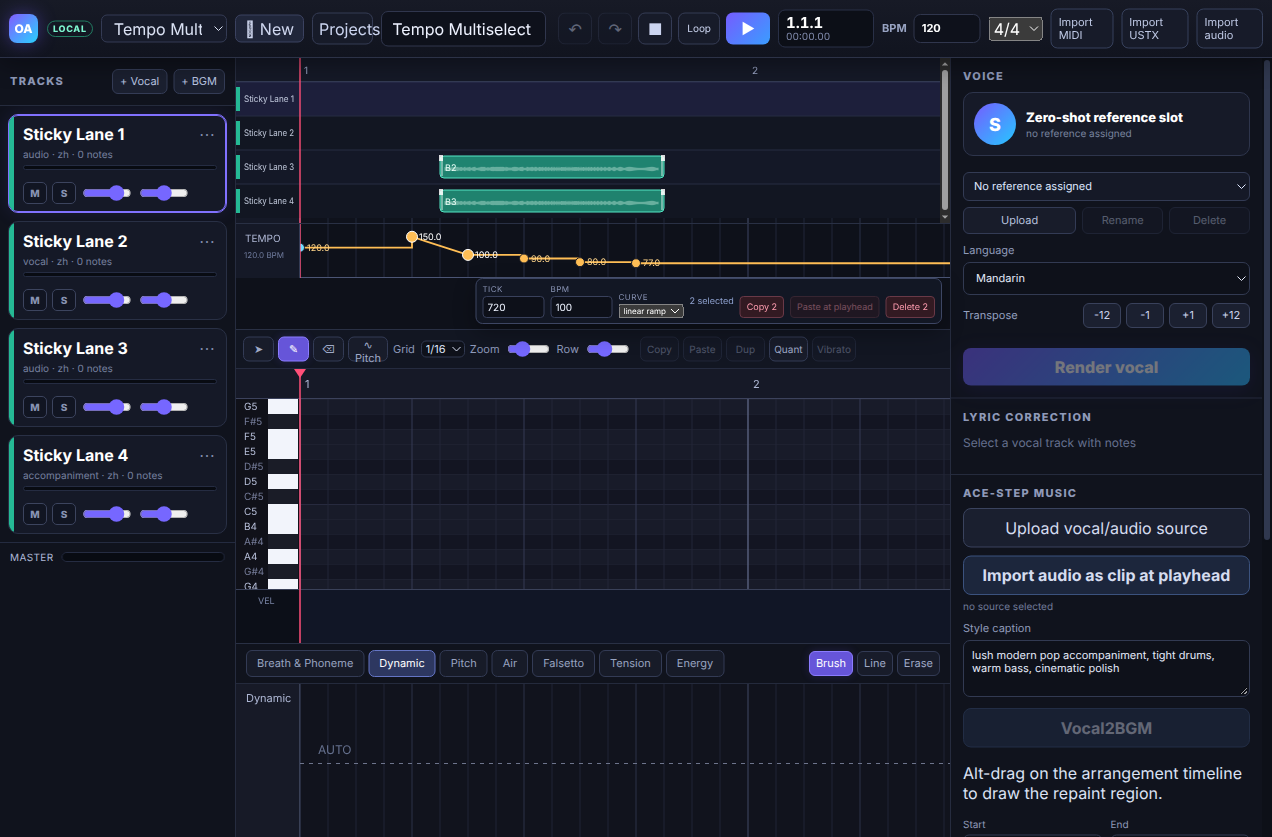 OA LOCAL Tempo Mult New Projects Tempo Multiselect Loop 1.1.1 BPM 120 4/4 Import MIDI Import USTX Import audio
00:00.00
TRACKS + Vocal + BGM
Sticky Lane 1 ...
audio · zh · 0 notes
M S
Sticky Lane 2 ...
vocal · zh · 0 notes
M S
Sticky Lane 3 ...
audio · zh · 0 notes
M S
Sticky Lane 4 ...
accompaniment · zh · 0 notes
M S
MASTER
1 2
Sticky Lane 1
Sticky Lane 2
Sticky Lane 3 B2
Sticky Lane 4 B3
TEMPO
120.0 BPM
120.0 150.0 100.0 90.0 80.0 77.0
TICK BPM CURVE
720 100 linear ramp 2 selected Copy 2 Paste at playhead Delete 2
Pitch Grid 1/16 Zoom Row Copy Paste Dup Quant Vibrato
1 2
G5
F#5
F5
E5
D#5
D5
C#5
C5
B4
A#4
A4
G#4
G4
VEL
Breath & Phoneme Dynamic Pitch Air Falsetto Tension Energy Brush Line Erase
Dynamic
AUTO
VOICE
S Zero-shot reference slot
no reference assigned
No reference assigned
Upload Rename Delete
Language
Mandarin
Transpose -12 -1 +1 +12
Render vocal
LYRIC CORRECTION
Select a vocal track with notes
ACE-STEP MUSIC
Upload vocal/audio source
Import audio as clip at playhead
no source selected
Style caption
lush modern pop accompaniment, tight drums,
warm bass, cinematic polish
Vocal2BGM
Alt-drag on the arrangement timeline
to draw the repaint region.
Start End